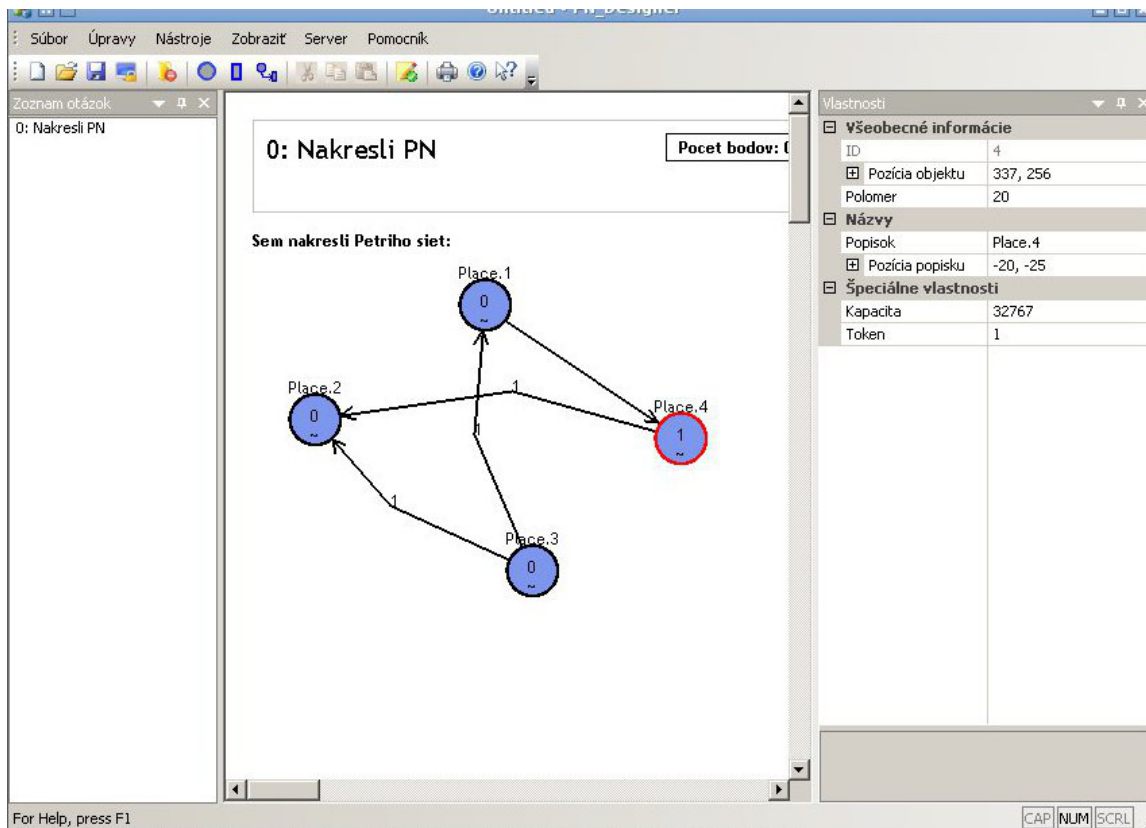 Untitled - PN_Designer
Súbor Úpravy Nástroje Zobraziť Server Pomocník
Zoznam otázok
0: Nakresli PN
0: Nakresli PN
Pocet bodov: 0
Sem nakresli Petriho siet:
Place.1
0
~
Place.2
0
~
1
Place.4
1
~
1
1
Place.3
0
~
Vlastnosti
Všeobecné informácie
ID 4
Pozícia objektu 337, 256
Polomer 20
Názvy
Popisok Place.4
Pozícia popisku -20, -25
Špeciálne vlastnosti
Kapacita 32767
Token 1
For Help, press F1
CAP NUM SCRL